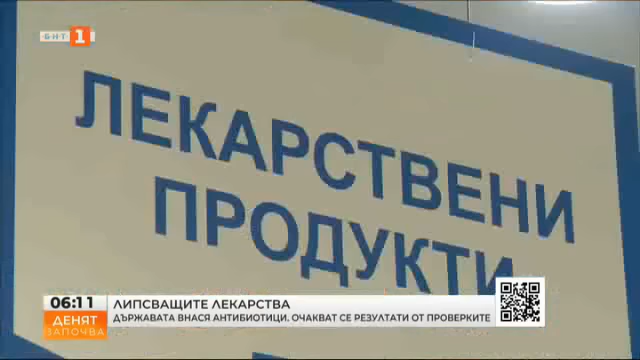 БНТ 1
ЛЕКАРСТВЕНИ
ПРОДУКТИ
06:11 ЛИПСВАЩИТЕ ЛЕКАРСТВА
ДЕНЯТ ЗАПОЧВА
ДЪРЖАВАТА ВНАСЯ АНТИБИОТИЦИ. ОЧАКВАТ СЕ РЕЗУЛТАТИ ОТ ПРОВЕРКИТЕ